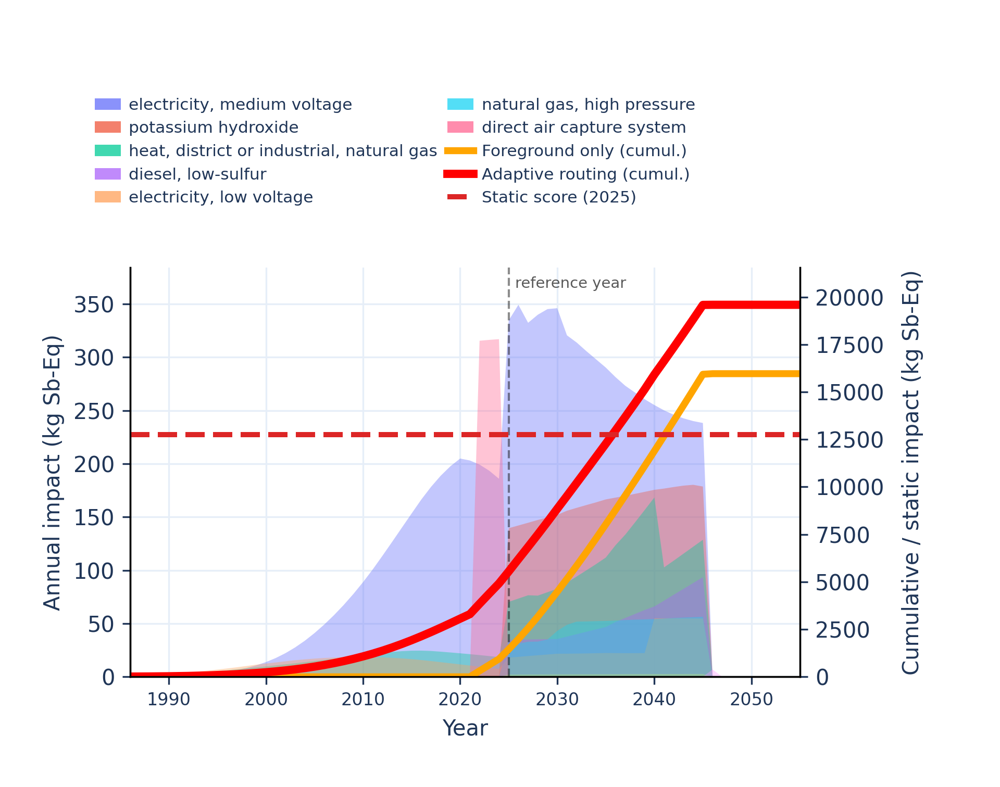 electricity, medium voltage
potassium hydroxide
heat, district or industrial, natural gas
diesel, low-sulfur
electricity, low voltage
natural gas, high pressure
direct air capture system
Foreground only (cumul.)
Adaptive routing (cumul.)
Static score (2025)
reference year
Annual impact (kg Sb-Eq)
350
300
250
200
150
100
50
0
20000
17500
15000
12500
10000
7500
5000
2500
0
Cumulative / static impact (kg Sb-Eq)
1990
2000
2010
2020
2030
2040
2050
Year